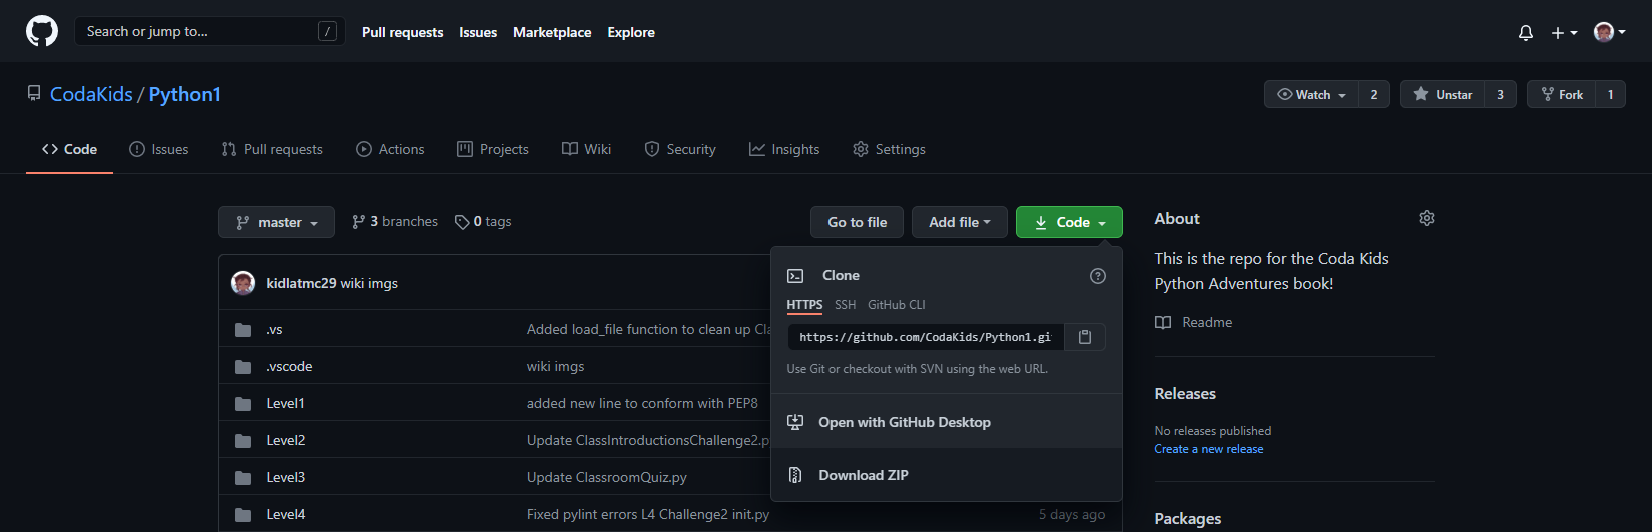 Search or jump to... /
Pull requests Issues Marketplace Explore
CodaKids / Python1
Watch 2 Unstar 3 Fork 1
Code Issues Pull requests Actions Projects Wiki Security Insights Settings
master 3 branches 0 tags
Go to file Add file Code
kidlatmc29 wiki imgs
.vs Added load_file function to clean up Cla
.vscode wiki imgs
Level1 added new line to conform with PEP8
Level2 Update ClassIntroductionsChallenge2.p
Level3 Update ClassroomQuiz.py
Level4 Fixed pylint errors L4 Challenge2 init.py 5 days ago
Clone
HTTPS SSH GitHub CLI
https://github.com/CodaKids/Python1.gi
Use Git or checkout with SVN using the web URL.
Open with GitHub Desktop
Download ZIP
About
This is the repo for the Coda Kids
Python Adventures book!
Readme
Releases
No releases published
Create a new release
Packages